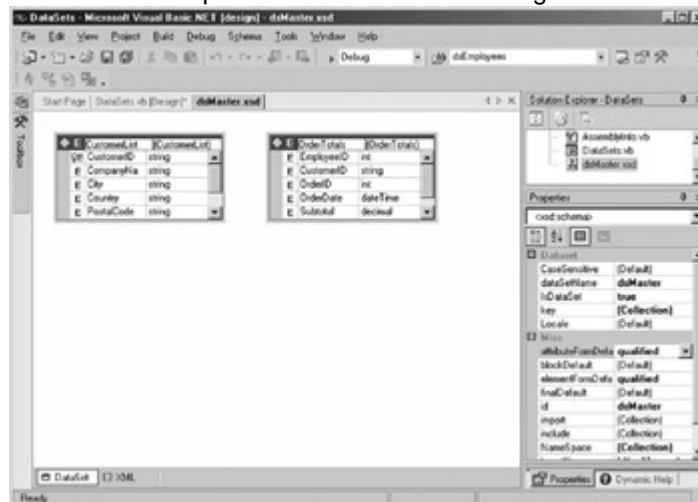 DataSets - Microsoft Visual Basic .NET [design] - dsMaster.xsd
File Edit View Project Build Debug Schema Tools Window Help
Debug dsEmployees
Start Page DataSets.vb [Design]* dsMaster.xsd
Toolbox
E CustomerList (CustomerList)
CustomerID string
E CompanyNa string
E City string
E Country string
E PostalCode string
E OrderTotals (OrderTotals)
E EmployeeID int
E CustomerID string
E OrderID int
E OrderDate dateTime
E Subtotal decimal
Solution Explorer - DataSets
AssemblyInfo.vb
DataSets.vb
dsMaster.xsd
Properties
<xsd:schema>
Dataset
CaseSensitive (Default)
dataSetName dsMaster
IsDataSet true
key (Collection)
Locale (Default)
Misc
attributeFormDefa qualified
blockDefault (Default)
elementFormDefa qualified
finalDefault (Default)
id dsMaster
import (Collection)
include (Collection)
NameSpace (Collection)
DataSet XML
Properties Dynamic Help
Ready